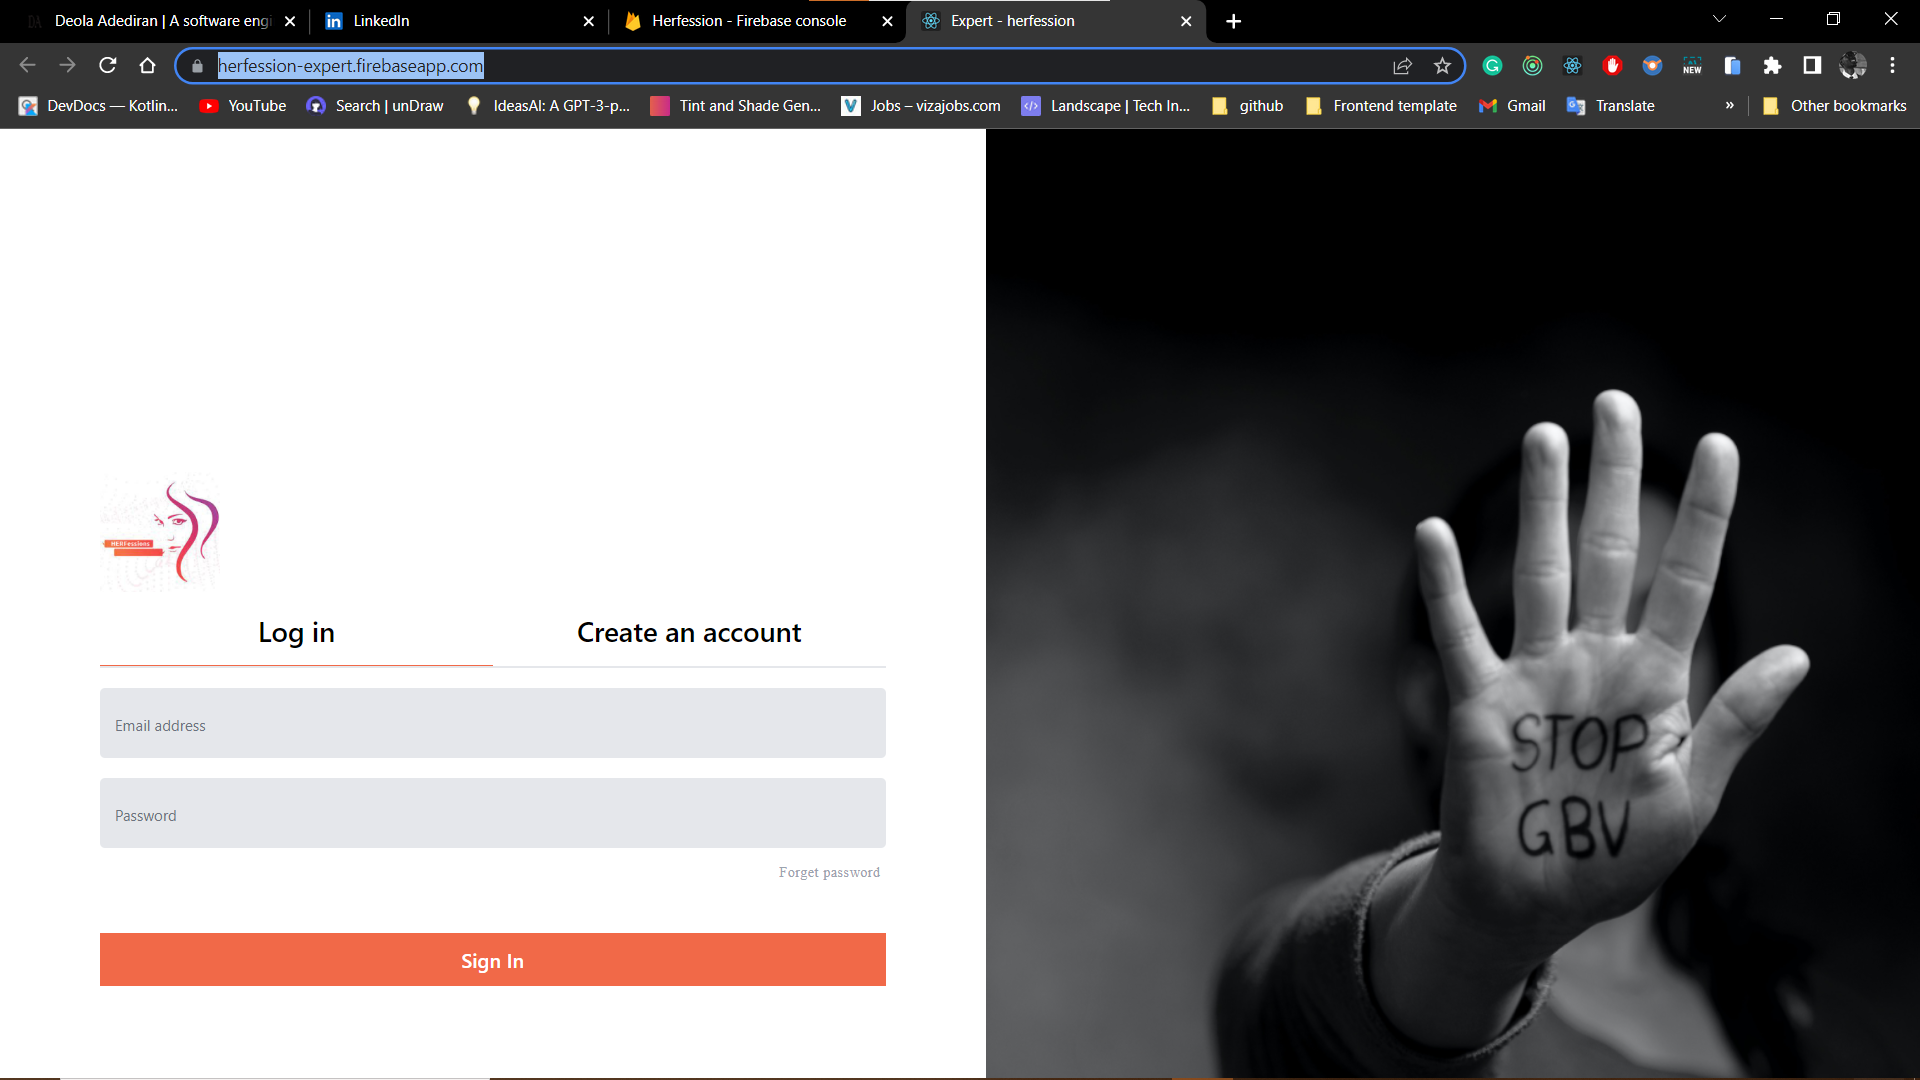 Deola Adediran | A software engi
LinkedIn
Herfession - Firebase console
Expert - herfession
herfession-expert.firebaseapp.com
NEW
DevDocs — Kotlin...
YouTube
Search | unDraw
IdeasAI: A GPT-3-p...
Tint and Shade Gen...
Jobs – vizajobs.com
Landscape | Tech In...
github
Frontend template
Gmail
Translate
»
Other bookmarks
HERFessions
Log in
Create an account
Email address
Password
Forget password
Sign In
STOP
GBV